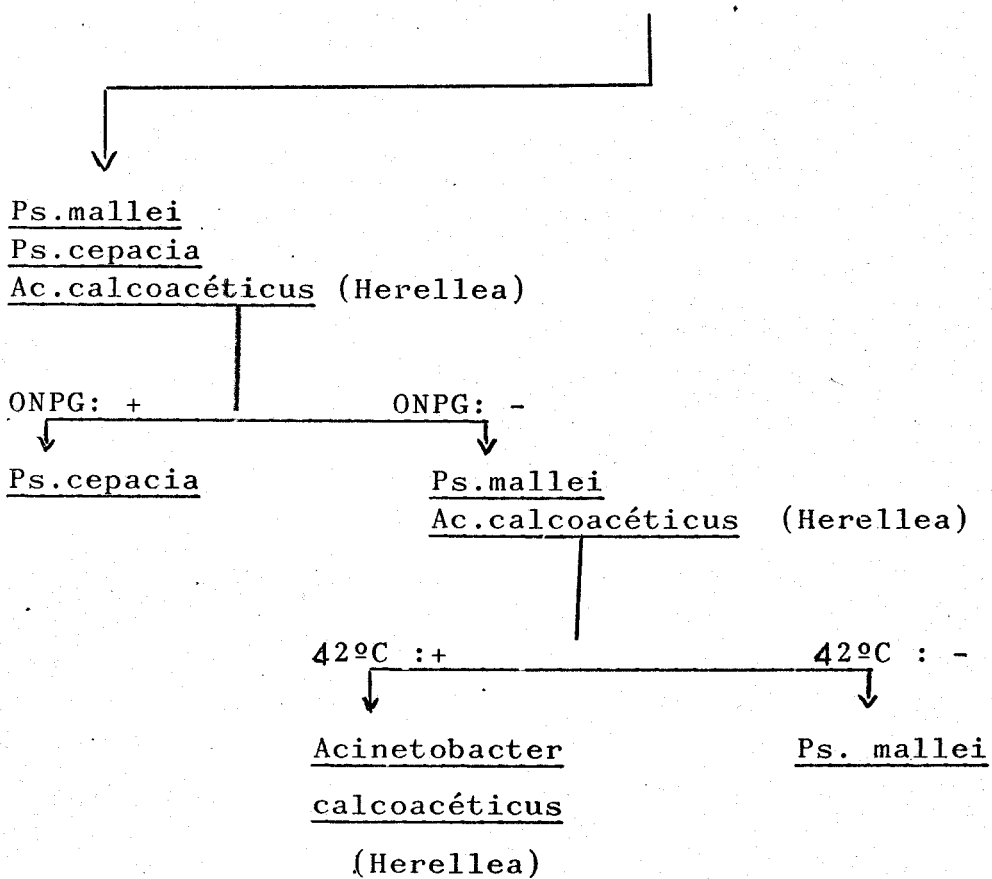 Ps.mallei
Ps.cepacia
Ac.calcoacéticus (Herellea)
ONPG: + ONPG: -
Ps.cepacia Ps.mallei
Ac.calcoacéticus (Herellea)
42ºC :+ 42ºC : -
Acinetobacter Ps. mallei
calcoacéticus
(Herellea)